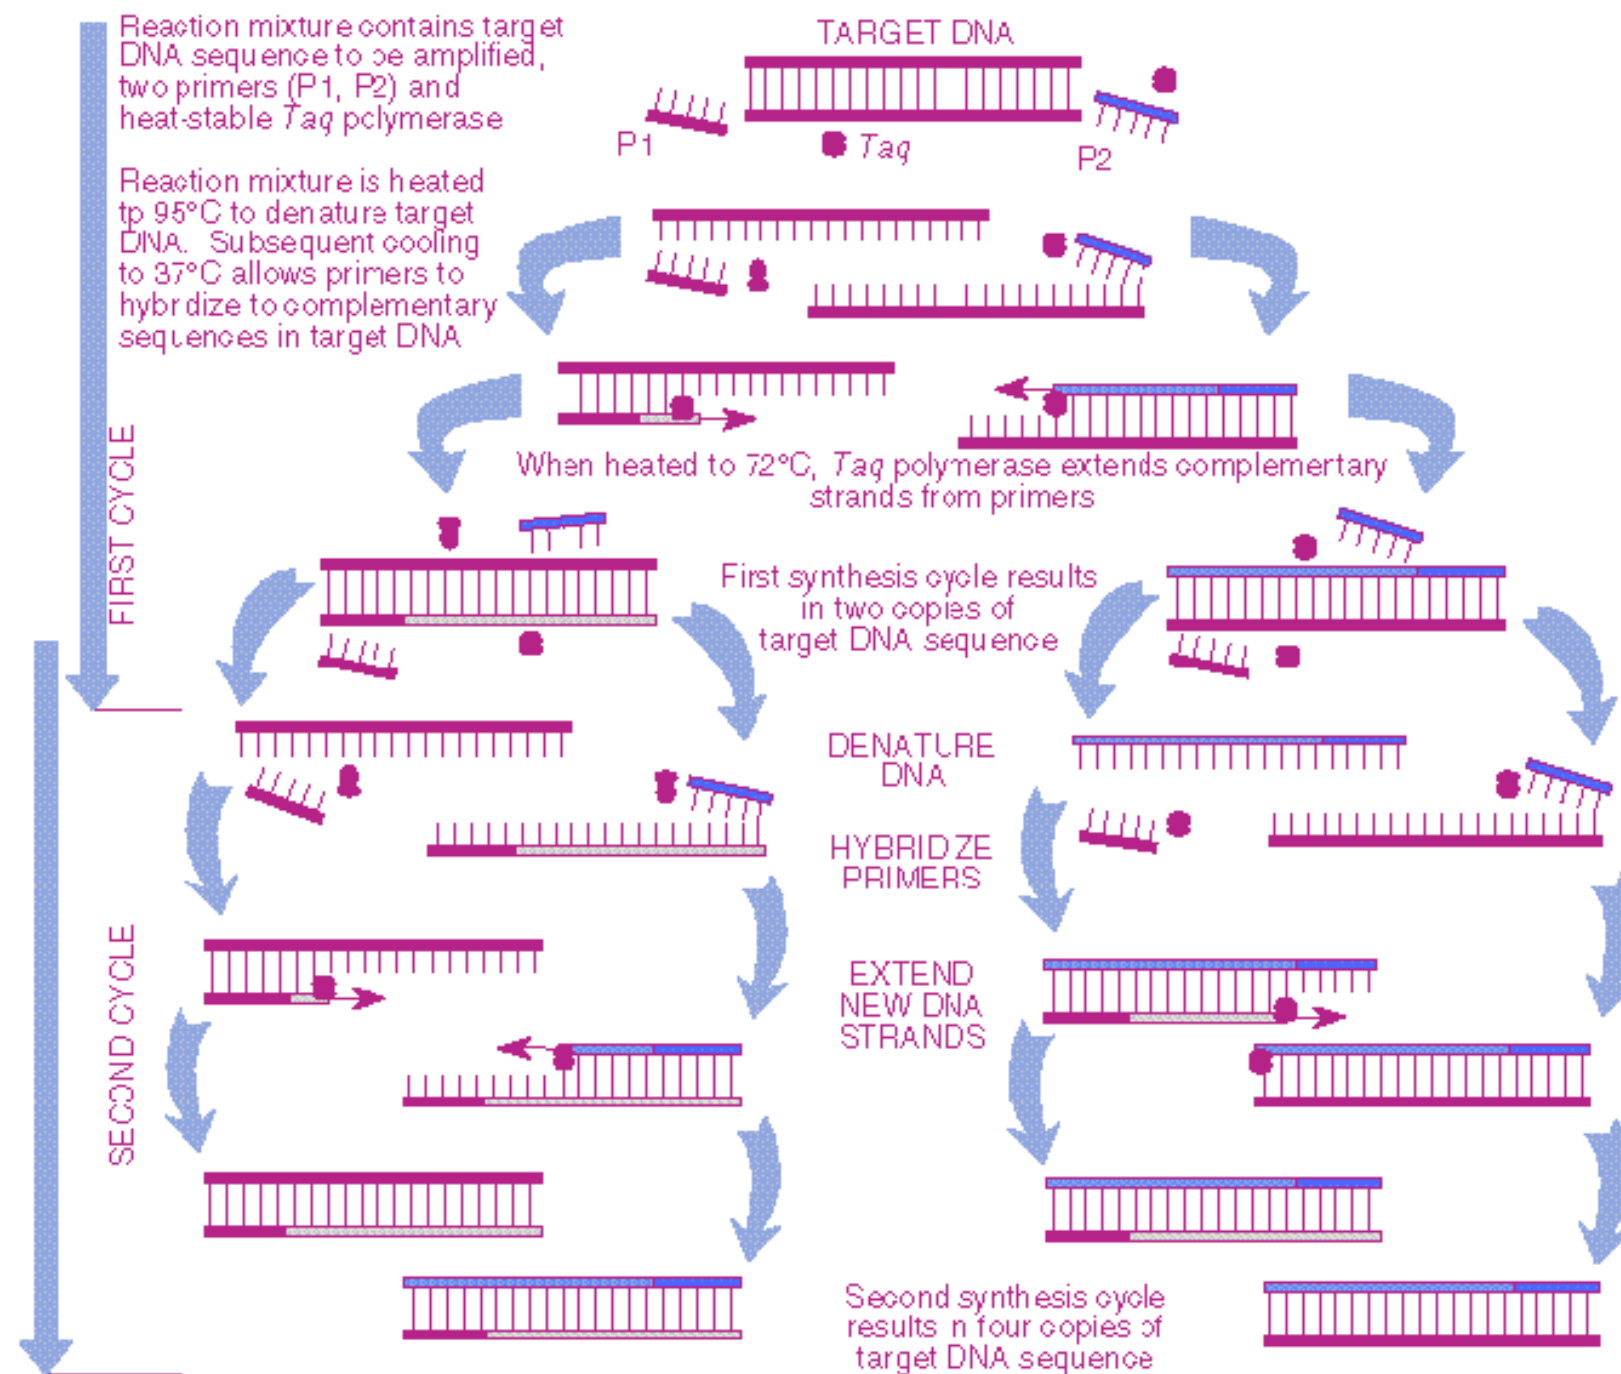 Reaction mixture contains target
DNA sequence to be amplified,
two primers (P1, P2) and
heat-stable Taq polymerase
TARGET DNA
P1
Taq
P2
Reaction mixture is heated
tp 95°C to denature target
DNA. Subsequent cooling
to 37°C allows primers to
hybridize to complementary
sequences in target DNA
When heated to 72°C, Taq polymerase extends complementary
strands from primers
FIRST CYCLE
First synthesis cycle results
in two copies of
target DNA sequence
DENATURE
DNA
HYBRIDIZE
PRIMERS
EXTEND
NEW DNA
STRANDS
SECOND CYCLE
Second synthesis cycle
results in four copies of
target DNA sequence